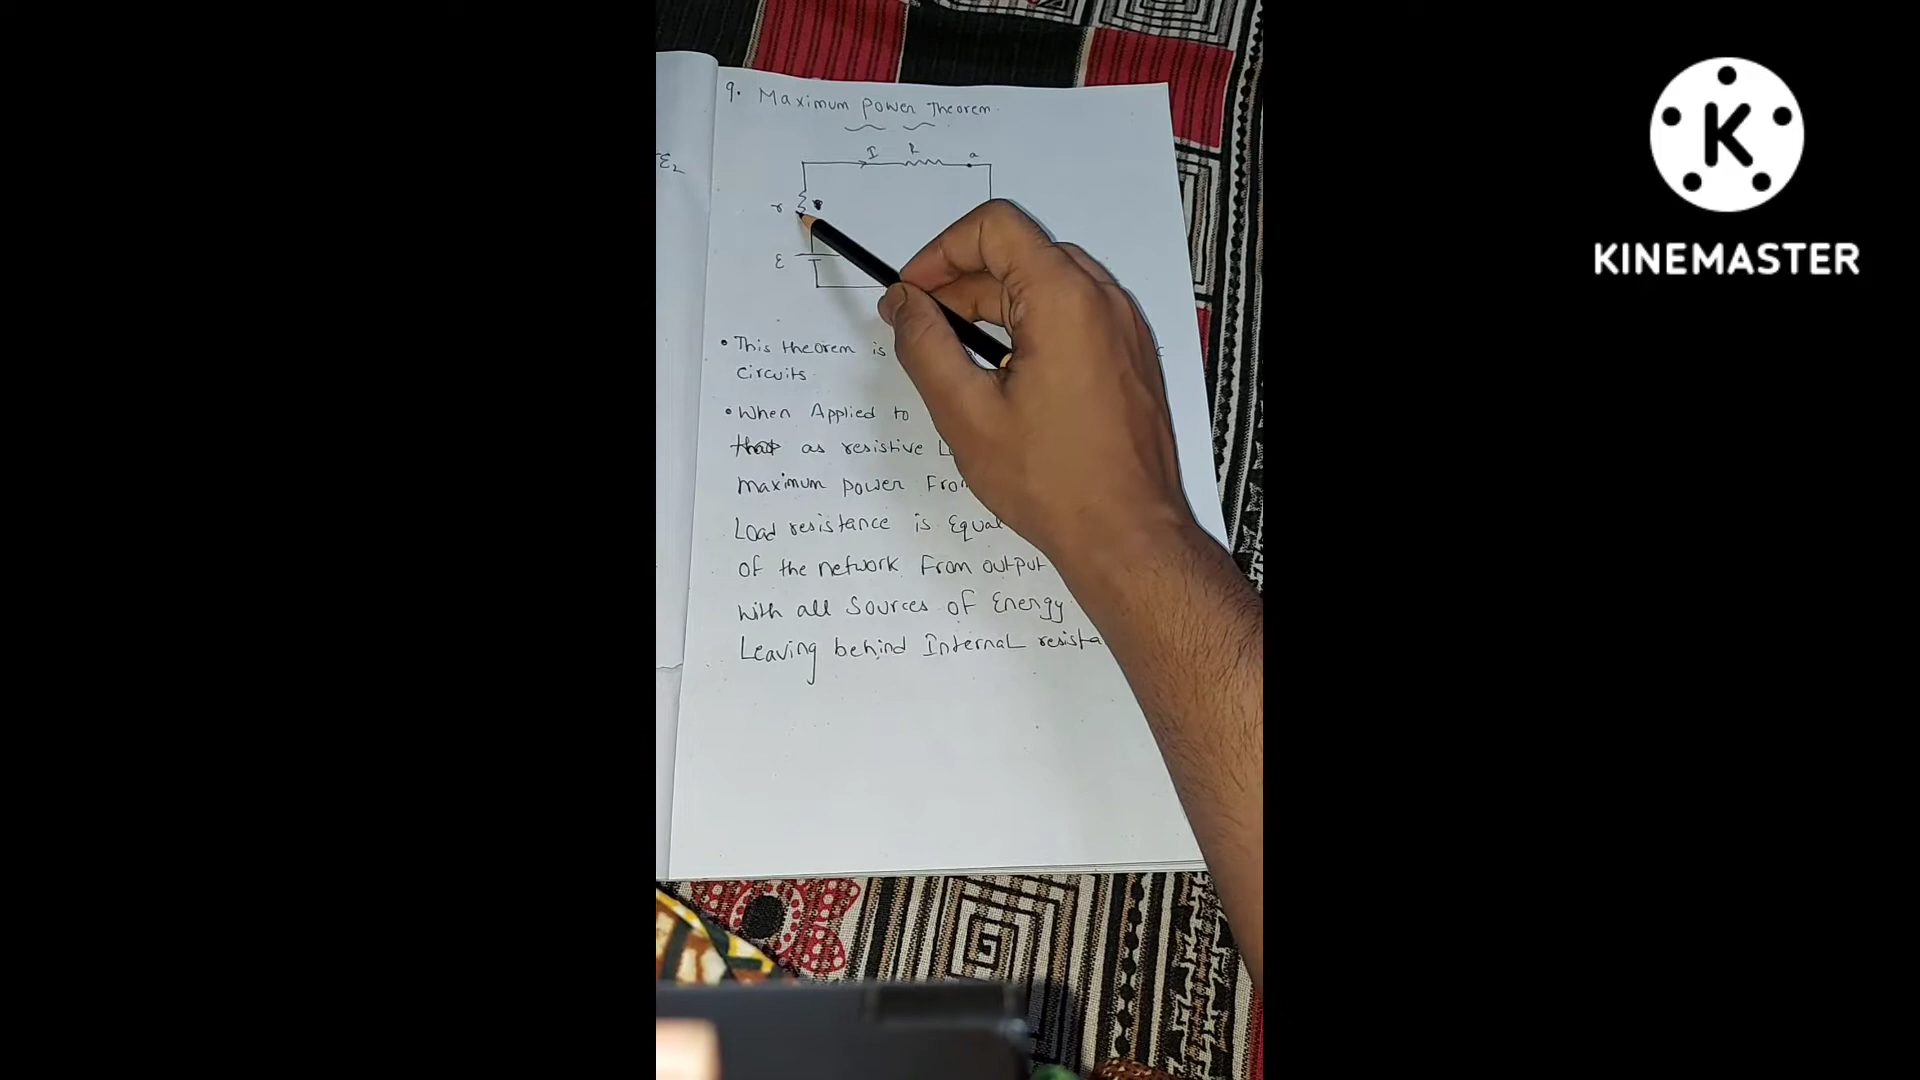 9. Maximum Power Theorem
I R a
r
E
E2
• This theorem is
circuits
• When Applied to
as resistive
maximum power From
Load resistance is Equal
of the network From output
with all Sources of Energy
Leaving behind Internal resista
K
KINEMASTER